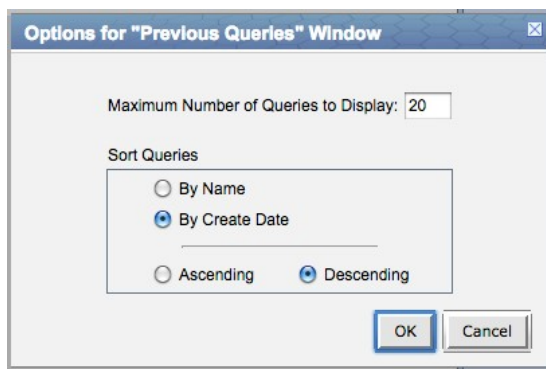 Options for "Previous Queries" Window
Maximum Number of Queries to Display: 20
Sort Queries
By Name
By Create Date
Ascending Descending
OK Cancel